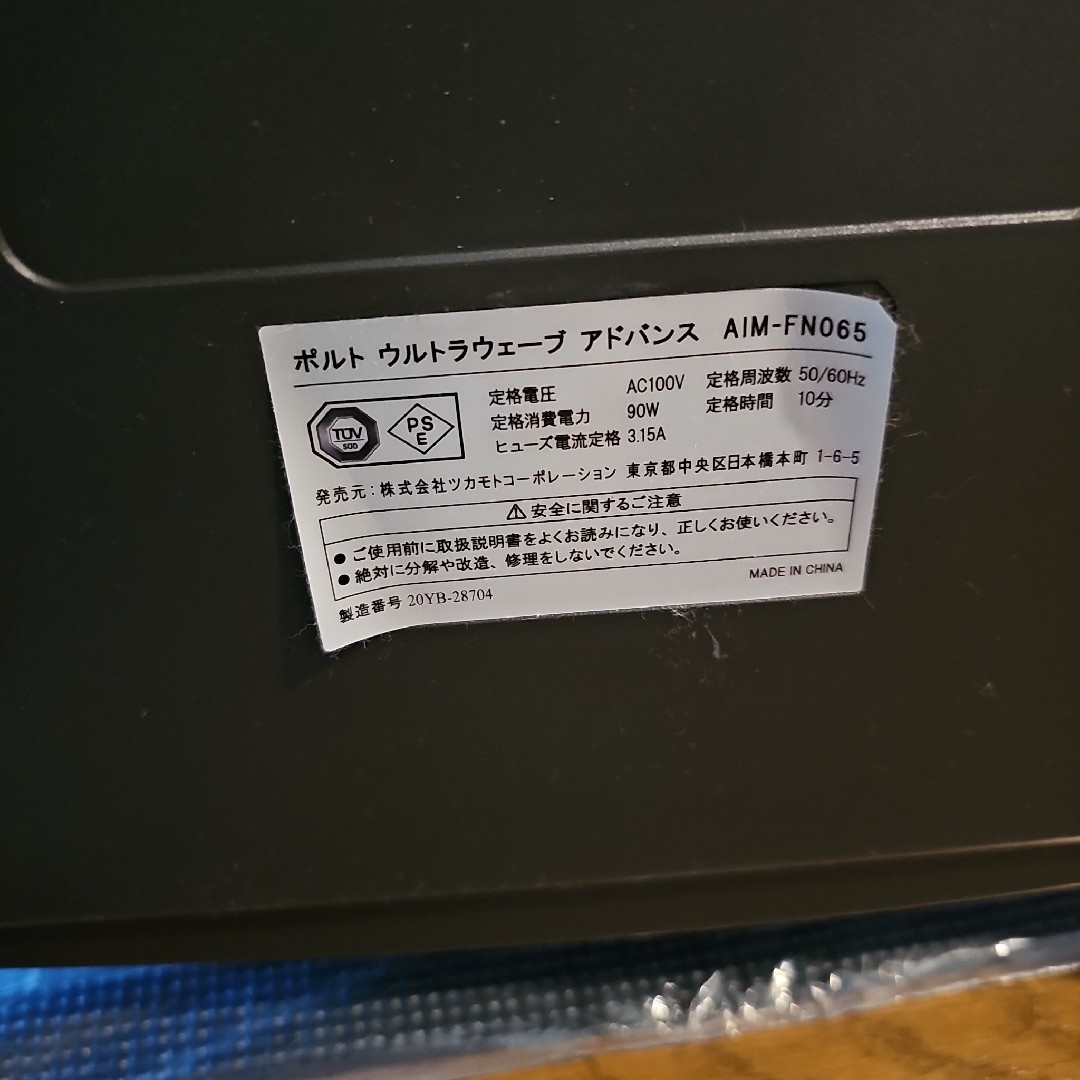 ポルト ウルトラウェーブ アドバンス AIM-FN065
定格電圧 AC100V 定格周波数 50/60Hz
定格消費電力 90W 定格時間 10分
ヒューズ電流定格 3.15A
TÜV
SÜD
PS
E
発売元：株式会社ツカモトコーポレーション 東京都中央区日本橋本町 1-6-5
⚠安全に関するご注意
●ご使用前に取扱説明書をよくお読みになり、正しくお使いください。
●絶対に分解や改造、修理をしないでください。
製造番号 20YB-28704
MADE IN CHINA